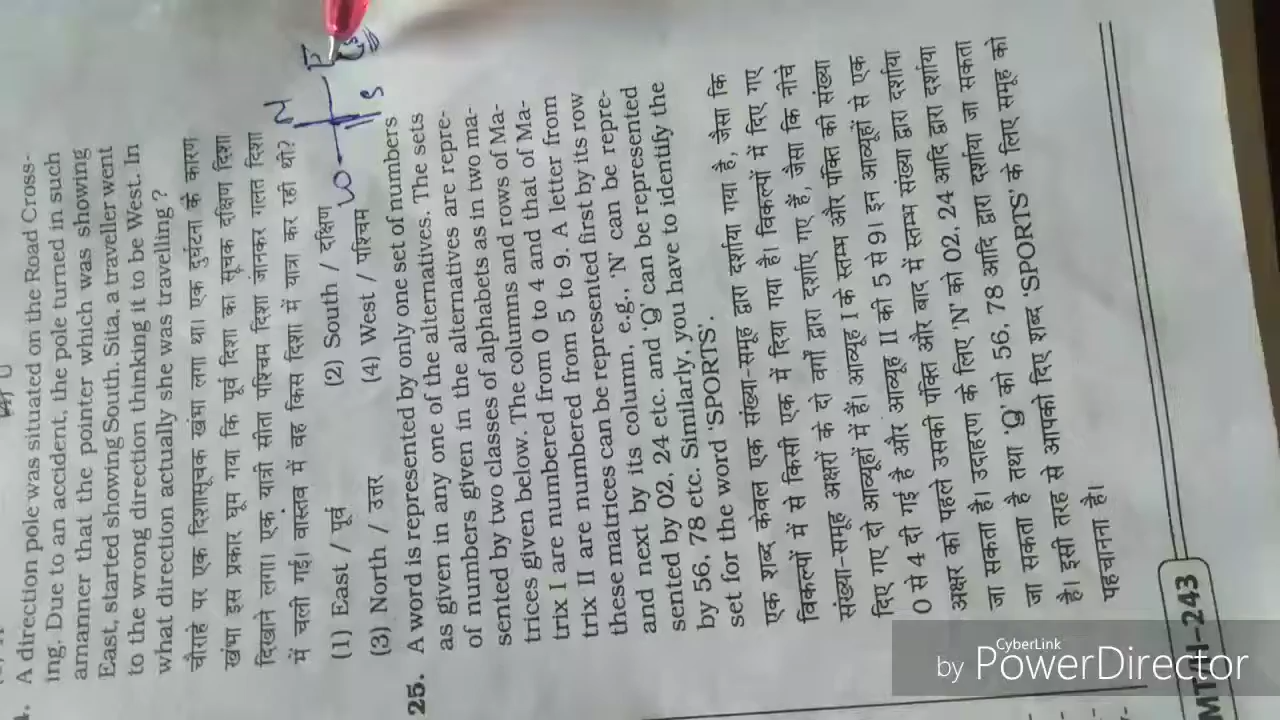 A direction pole was situated on the Road Cross-
ing. Due to an accident, the pole turned in such
amanner that the pointer which was showing
East, started showing South. Sita, a traveller went
to the wrong direction thinking it to be West. In
what direction actually she was travelling ?
चौराहे पर एक दिशासूचक खंभा लगा था। एक दुर्घटना के कारण
खंभा इस प्रकार घूम गया कि पूर्व दिशा का सूचक दक्षिण दिशा
दिखाने लगा। एक यात्री सीता पश्चिम दिशा जानकर गलत दिशा
में चली गई। वास्तव में वह किस दिशा में यात्रा कर रही थी?
(1) East / पूर्व (2) South / दक्षिण
(3) North / उत्तर (4) West / पश्चिम
N
W E
S
25. A word is represented by only one set of numbers
as given in any one of the alternatives. The sets
of numbers given in the alternatives are repre-
sented by two classes of alphabets as in two ma-
trices given below. The columns and rows of Ma-
trix I are numbered from 0 to 4 and that of Ma-
trix II are numbered from 5 to 9. A letter from
these matrices can be represented first by its row
and next by its column, e.g., 'N' can be repre-
sented by 02, 24 etc. and 'Q' can be represented
by 56, 78 etc. Similarly, you have to identify the
set for the word 'SPORTS'.
एक शब्द केवल एक संख्या-समूह द्वारा दर्शाया गया है, जैसा कि
विकल्पों में से किसी एक में दिया गया है। विकल्पों में दिए गए
संख्या-समूह अक्षरों के दो वर्गों द्वारा दर्शाए गए हैं, जैसा कि नीचे
दिए गए दो आव्यूहों में हैं। आव्यूह I के स्तम्भ और पंक्ति की संख्या
0 से 4 दी गई है और आव्यूह II की 5 से 9। इन आव्यूहों से एक
अक्षर को पहले उसकी पंक्ति और बाद में स्तम्भ संख्या द्वारा दर्शाया
जा सकता है। उदाहरण के लिए 'N' को 02, 24 आदि द्वारा दर्शाया
जा सकता है तथा 'Q' को 56, 78 आदि द्वारा दर्शाया जा सकता
है। इसी तरह से आपको दिए शब्द 'SPORTS' के लिए समूह को
पहचानना है।
MT/H-243
CyberLink
by PowerDirector